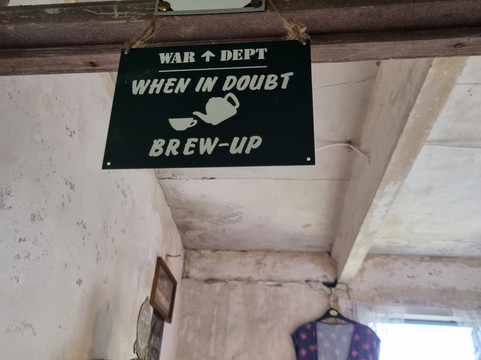 WAR ↑ DEPT
WHEN IN DOUBT
BREW-UP